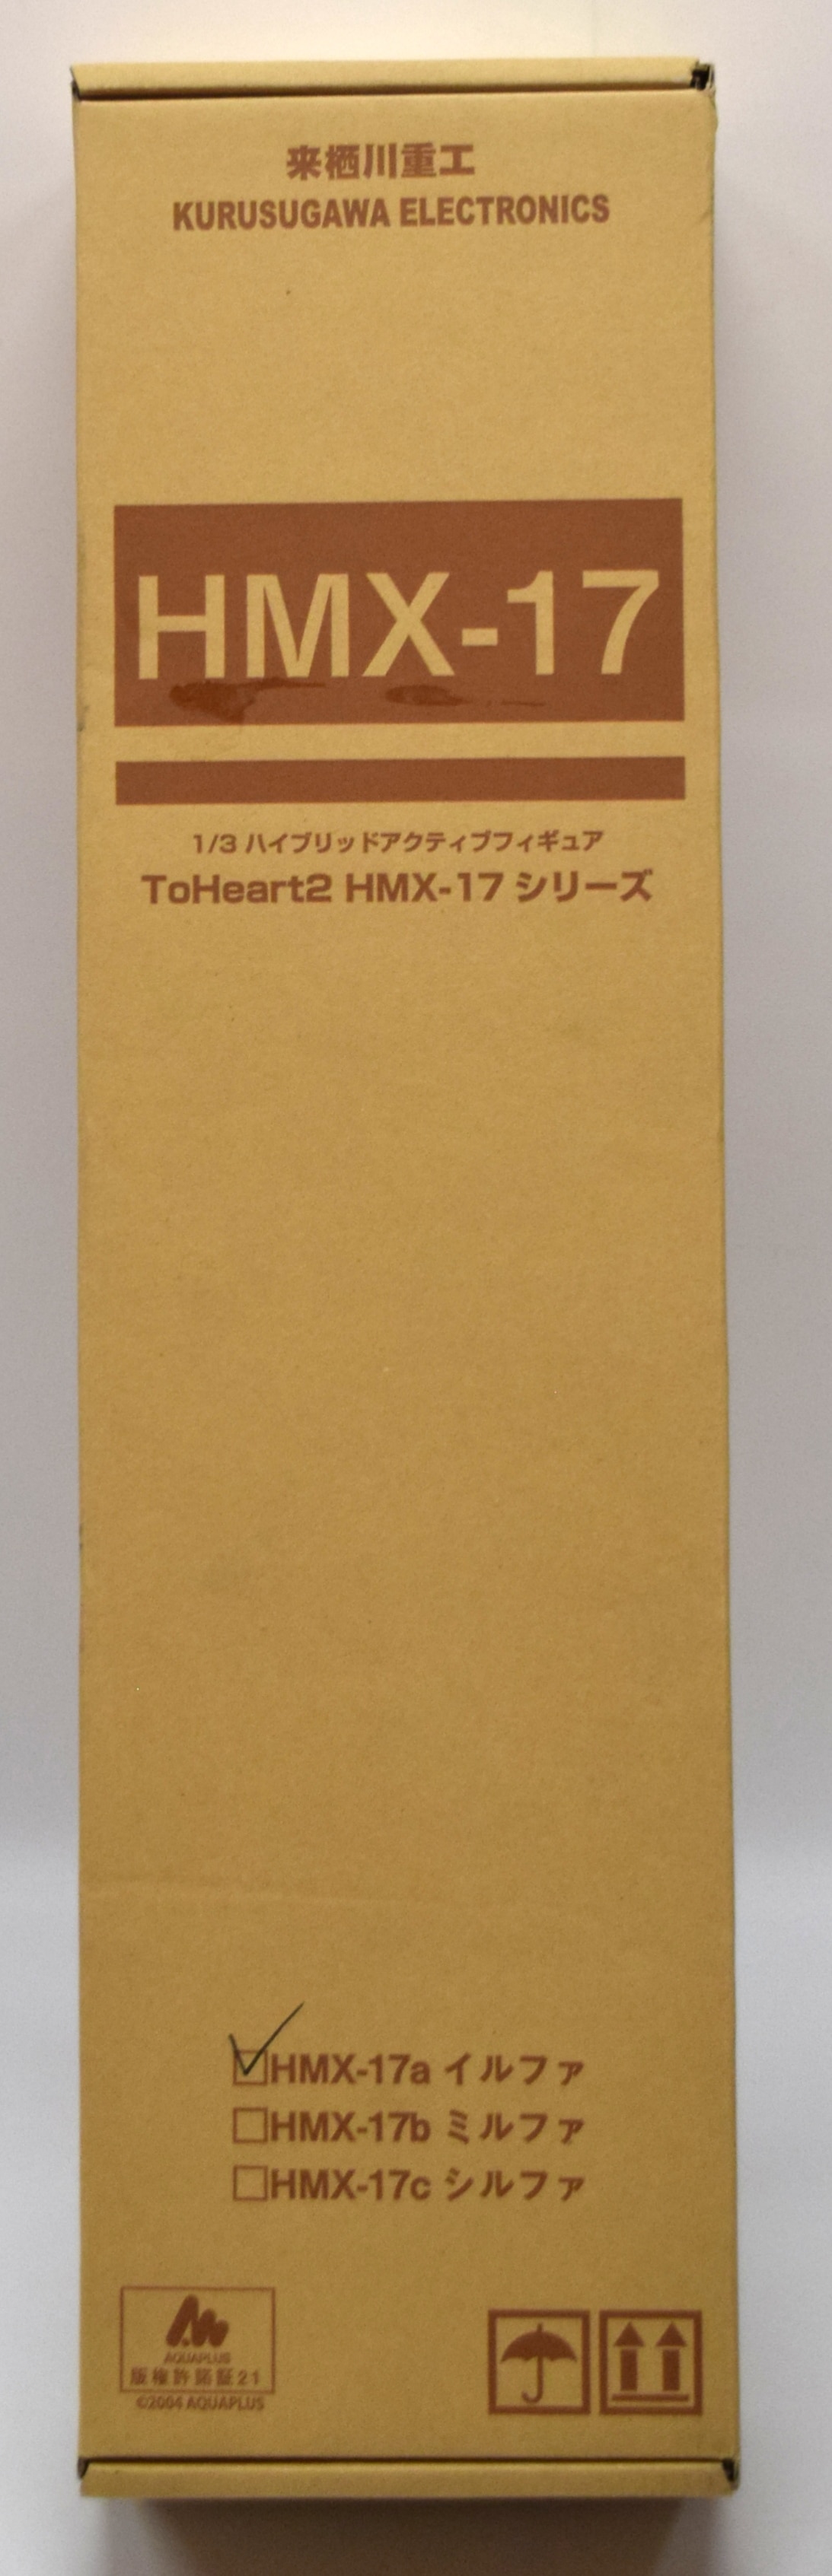 来栖川重工
KURUSUGAWA ELECTRONICS
HMX-17
1/3 ハイブリッドアクティブフィギュア
ToHeart2 HMX-17 シリーズ
HMX-17a イルファ
HMX-17b ミルファ
HMX-17c シルファ
AQUAPLUS
版権許諾証21
©2004 AQUAPLUS